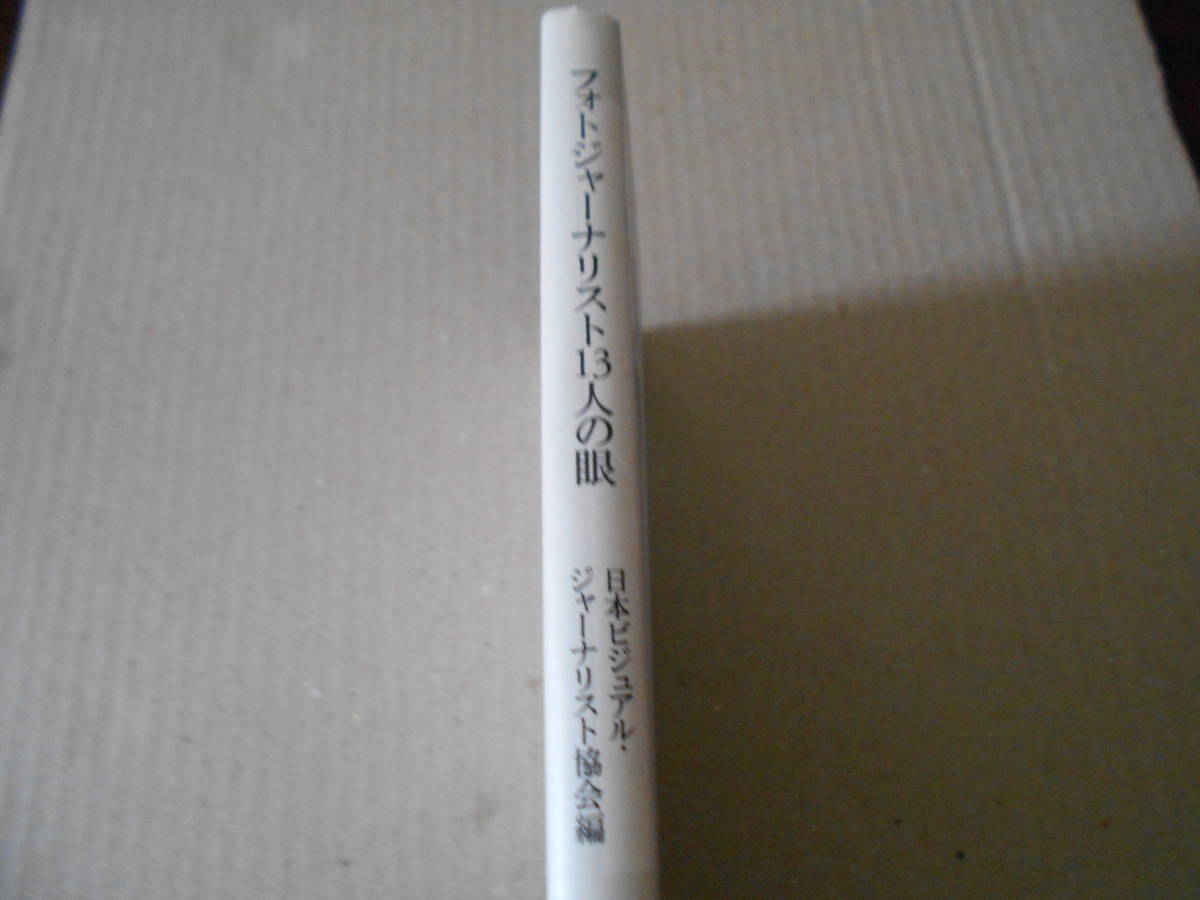 フォトジャーナリスト13人の眼
日本ビジュアル・
ジャーナリスト協会編